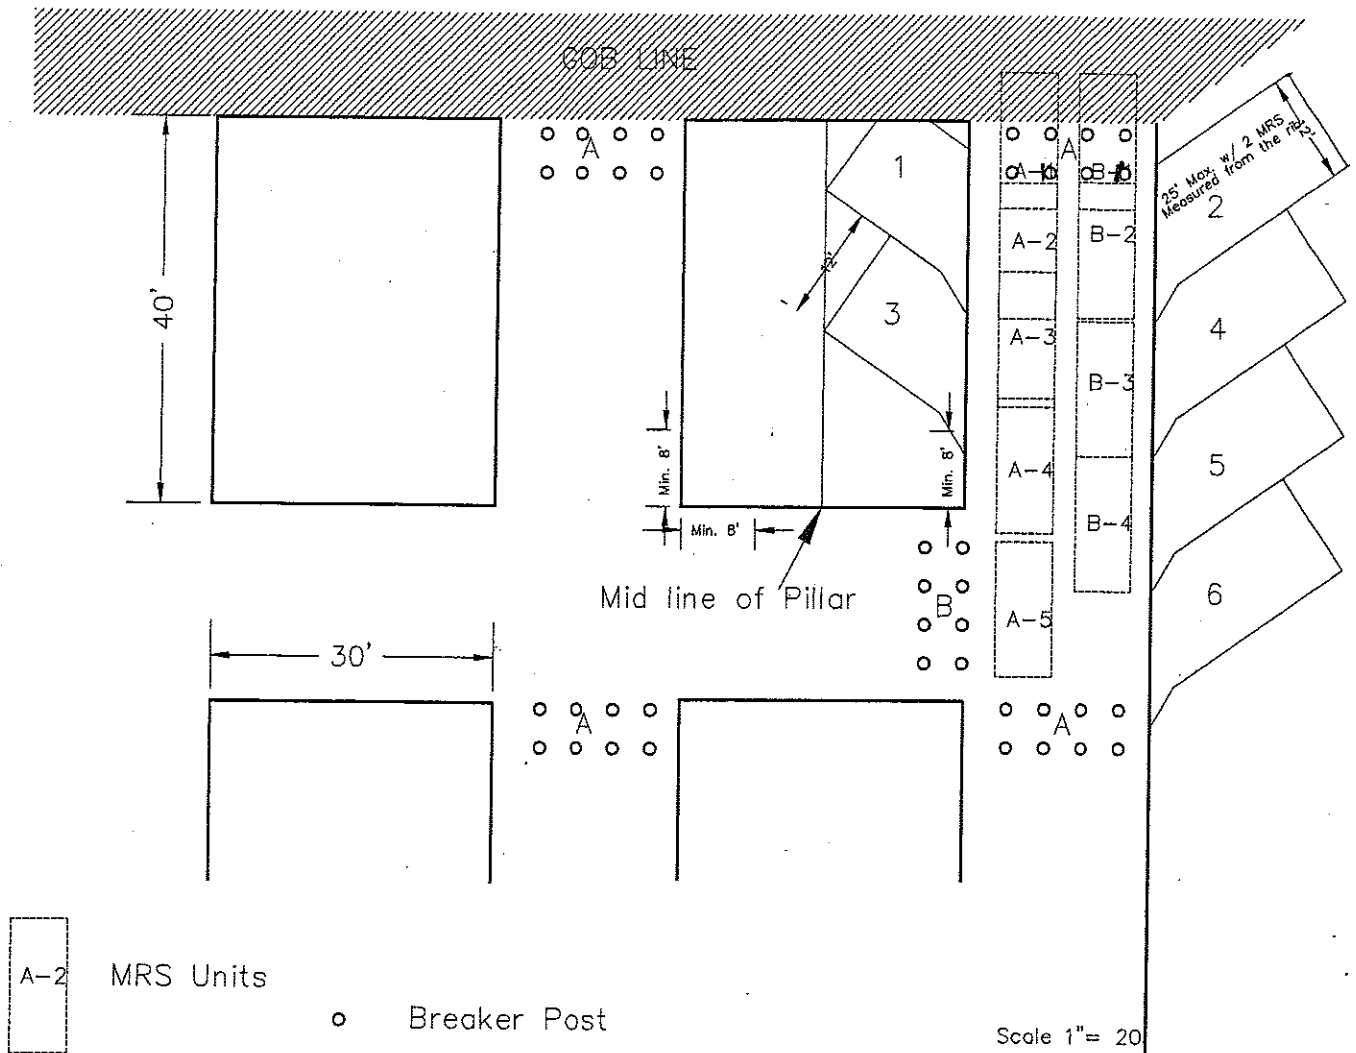 GOB LINE
A
1
A
A-1
B-1
25' Max. w/ 2 MRS
Measured from the rib
12'
2
A-2
B-2
12'
40'
3
A-3
4
B-3
Min. 8'
Min. 8'
A-4
5
Min. 8'
B-4
Mid line of Pillar
B
A-5
6
30'
A
A
A-2
MRS Units
Breaker Post
Scale 1"= 20